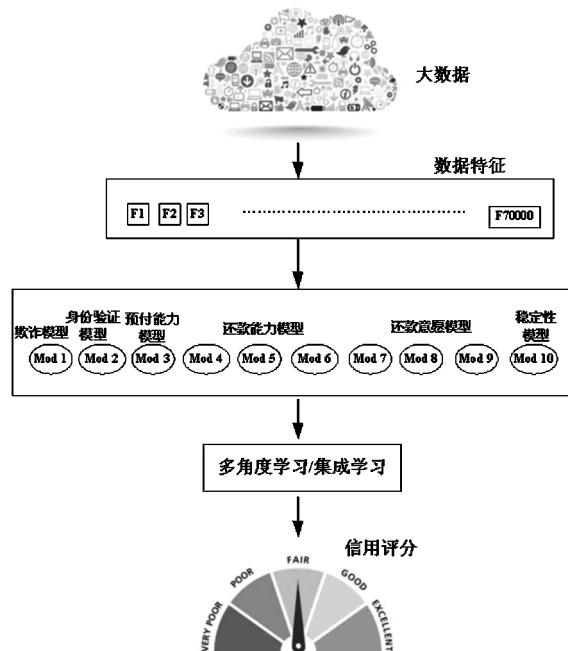 大数据
数据特征
F1 F2 F3 ........................................................ F70000
欺诈模型 身份验证模型 预付能力模型 还款能力模型 还款意愿模型 稳定性模型
Mod 1 Mod 2 Mod 3 Mod 4 Mod 5 Mod 6 Mod 7 Mod 8 Mod 9 Mod 10
多角度学习/集成学习
信用评分
VERY POOR POOR FAIR GOOD EXCELLENT